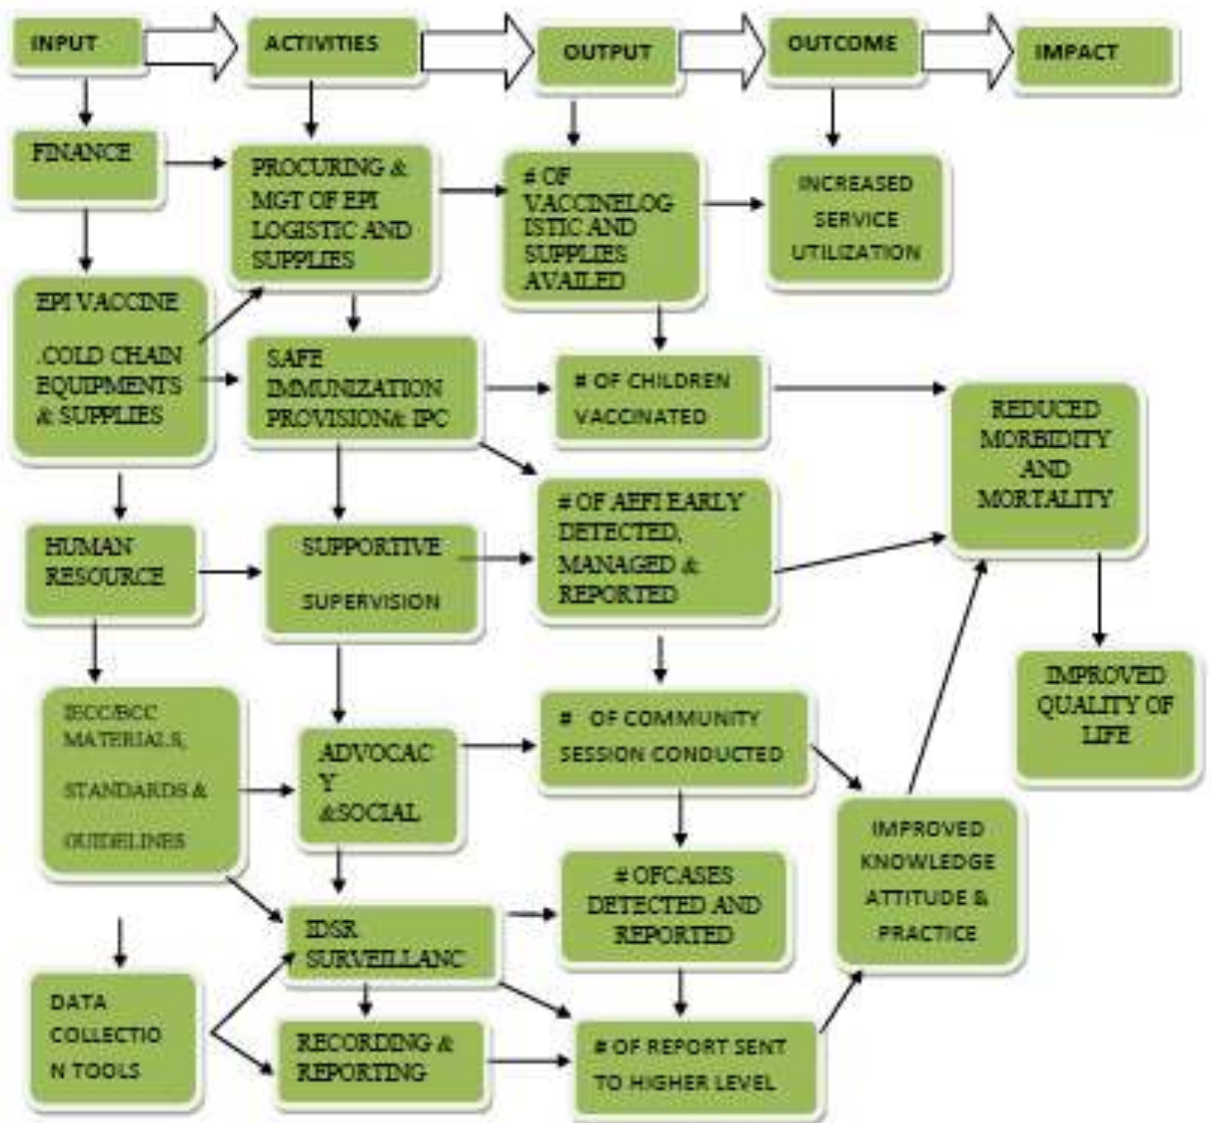 INPUT
ACTIVITIES
OUTPUT
OUTCOME
IMPACT
FINANCE
PROCURING &
MGT OF EPI
LOGISTIC AND
SUPPLIES
# OF
VACCINELOG
ISTIC AND
SUPPLIES
AVAILED
INCREASED
SERVICE
UTILIZATION
EPI VACCINE
.COLD CHAIN
EQUIPMENTS
& SUPPLIES
SAFE
IMMUNIZATION
PROVISION& IPC
# OF CHILDREN
VACCINATED
REDUCED
MORBIDITY
AND
MORTALITY
HUMAN
RESOURCE
SUPPORTIVE
SUPERVISION
# OF AEFI EARLY
DETECTED,
MANAGED &
REPORTED
IMPROVED
QUALITY OF
LIFE
IECC/BCC
MATERIALS,
STANDARDS &
GUIDELINES
ADVOCAC
Y
&SOCIAL
# OF COMMUNITY
SESSION CONDUCTED
IMPROVED
KNOWLEDGE
ATTITUDE &
PRACTICE
IDSR
SURVEILLANC
# OFCASES
DETECTED AND
REPORTED
DATA
COLLECTIO
N TOOLS
RECORDING &
REPORTING
# OF REPORT SENT
TO HIGHER LEVEL